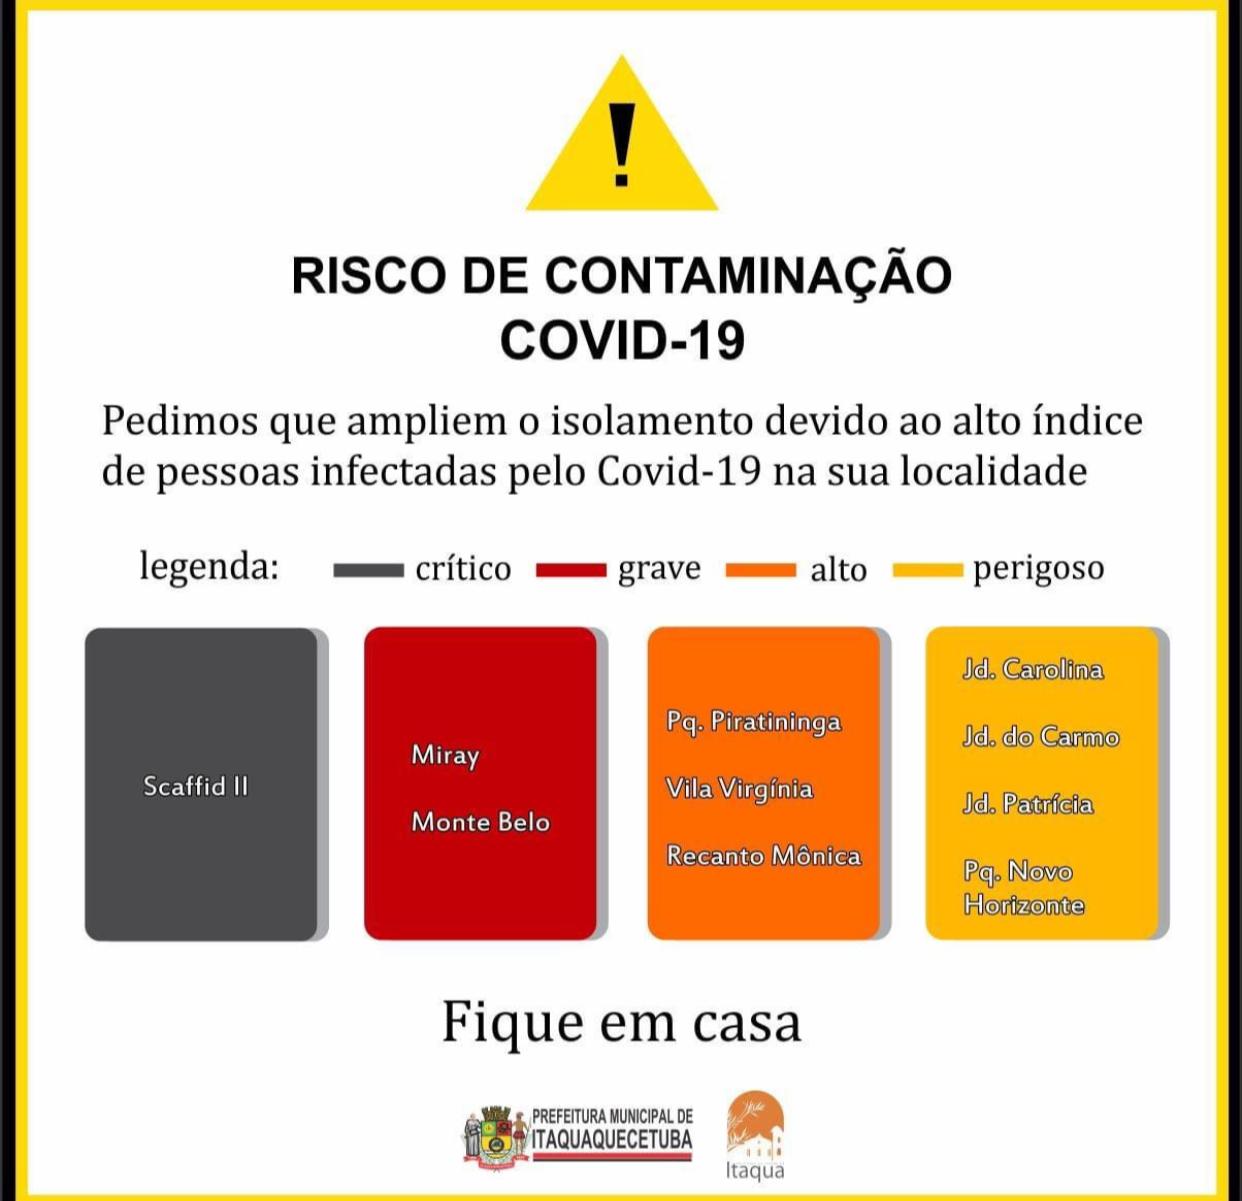 !
RISCO DE CONTAMINAÇÃO
COVID-19
Pedimos que ampliem o isolamento devido ao alto índice
de pessoas infectadas pelo Covid-19 na sua localidade
legenda: crítico grave alto perigoso
Scaffid II
Miray
Monte Belo
Pq. Piratininga
Vila Virgínia
Recanto Mônica
Jd. Carolina
Jd. do Carmo
Jd. Patrícia
Pq. Novo
Horizonte
Fique em casa
PREFEITURA MUNICIPAL DE
ITAQUAQUECETUBA
Itaqua